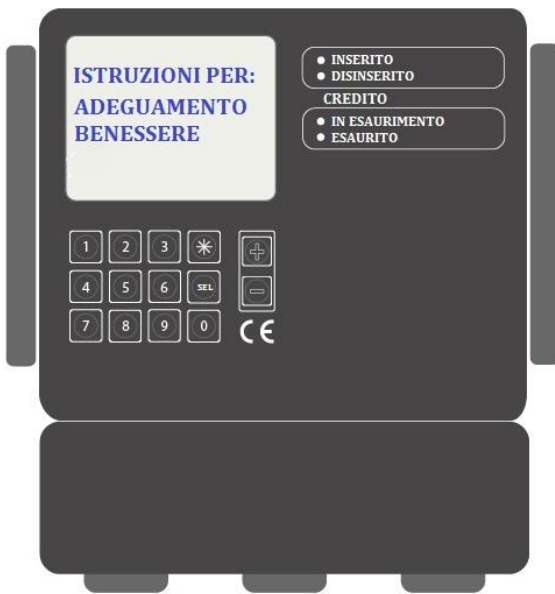 ISTRUZIONI PER:
ADEGUAMENTO
BENESSERE
INSERITO
DISINSERITO
CREDITO
IN ESAURIMENTO
ESAURITO
1 2 3 * +
4 5 6 SEL −
7 8 9 0 CE